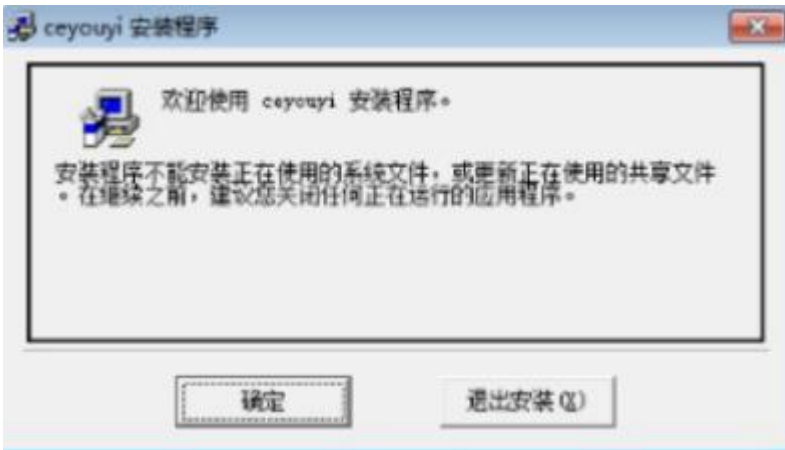 ceyouyi 安装程序
欢迎使用 ceyouyi 安装程序。
安装程序不能安装正在使用的系统文件，或更新正在使用的共享文件
。在继续之前，建议您关闭任何正在运行的应用程序。
确定
退出安装(X)